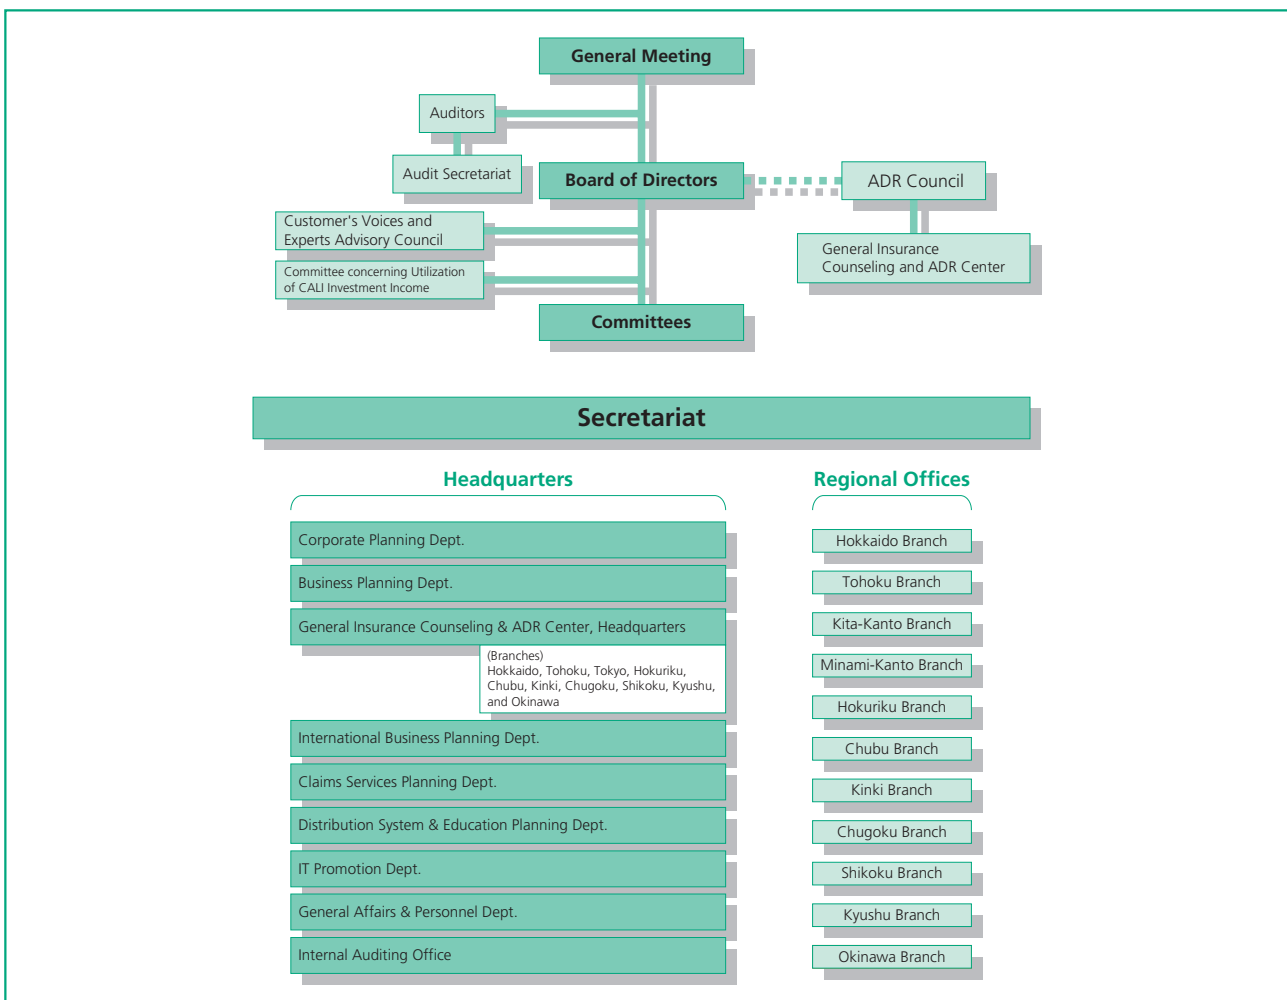 General Meeting
Auditors
Audit Secretariat
Board of Directors
ADR Council
Customer's Voices and
Experts Advisory Council
General Insurance
Counseling and ADR Center
Committee concerning Utilization
of CALI Investment Income
Committees
Secretariat
Headquarters
Corporate Planning Dept.
Business Planning Dept.
General Insurance Counseling & ADR Center, Headquarters
(Branches)
Hokkaido, Tohoku, Tokyo, Hokuriku,
Chubu, Kinki, Chugoku, Shikoku, Kyushu,
and Okinawa
International Business Planning Dept.
Claims Services Planning Dept.
Distribution System & Education Planning Dept.
IT Promotion Dept.
General Affairs & Personnel Dept.
Internal Auditing Office
Regional Offices
Hokkaido Branch
Tohoku Branch
Kita-Kanto Branch
Minami-Kanto Branch
Hokuriku Branch
Chubu Branch
Kinki Branch
Chugoku Branch
Shikoku Branch
Kyushu Branch
Okinawa Branch